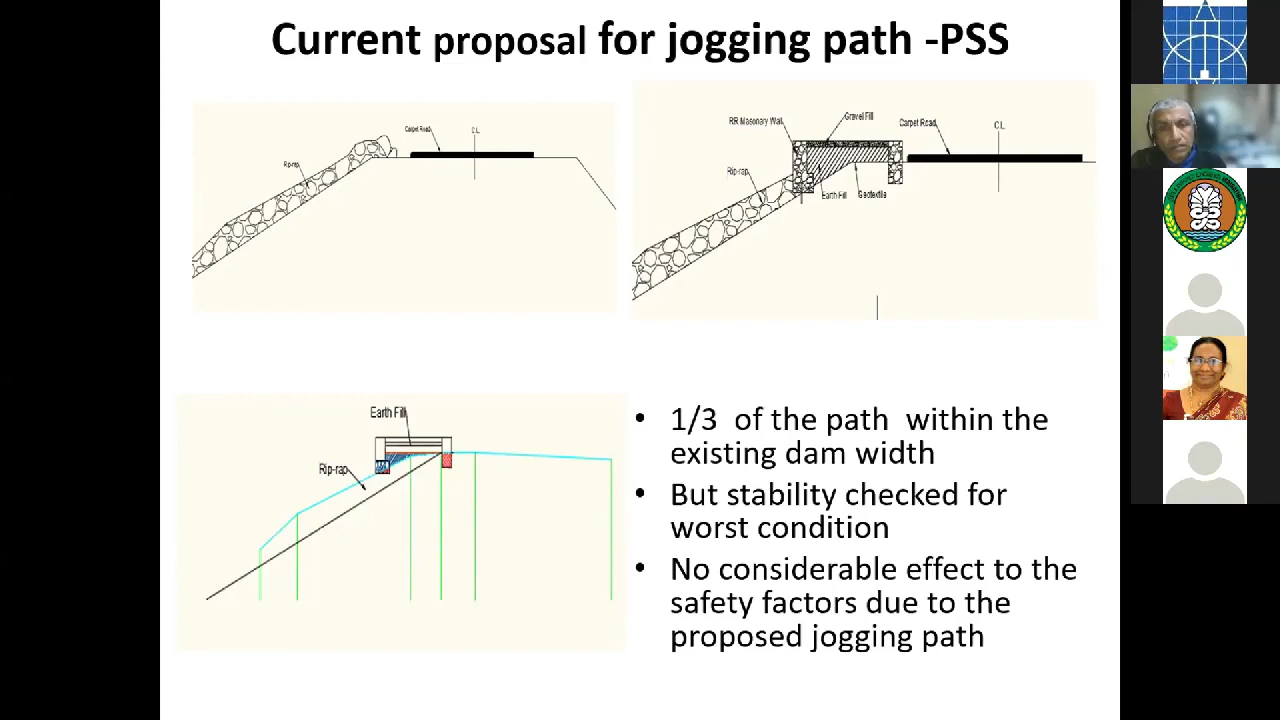 Current proposal for jogging path -PSS
Carpet Road
CL
Rip-rap
RR Masonary Wall
Gravel Fill
Carpet Road
CL
Rip-rap
Earth Fill
Geotextile
Earth Fill
Rip-rap
• 1/3 of the path within the
existing dam width
• But stability checked for
worst condition
• No considerable effect to the
safety factors due to the
proposed jogging path